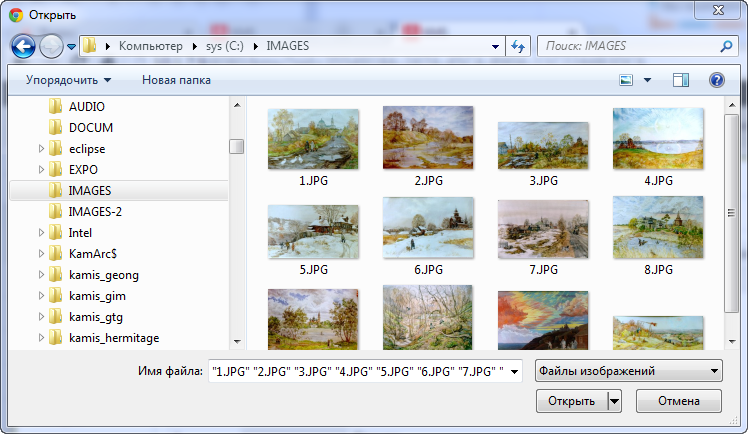 Открыть
Компьютер sys (C:) IMAGES
Поиск: IMAGES
Упорядочить Новая папка
AUDIO
DOCUM
eclipse
EXPO
IMAGES
IMAGES-2
Intel
KamArc$
kamis_geong
kamis_gim
kamis_gtg
kamis_hermitage
1.JPG 2.JPG 3.JPG 4.JPG
5.JPG 6.JPG 7.JPG 8.JPG
Имя файла: "1.JPG" "2.JPG" "3.JPG" "4.JPG" "5.JPG" "6.JPG" "7.JPG" "
Файлы изображений
Открыть Отмена